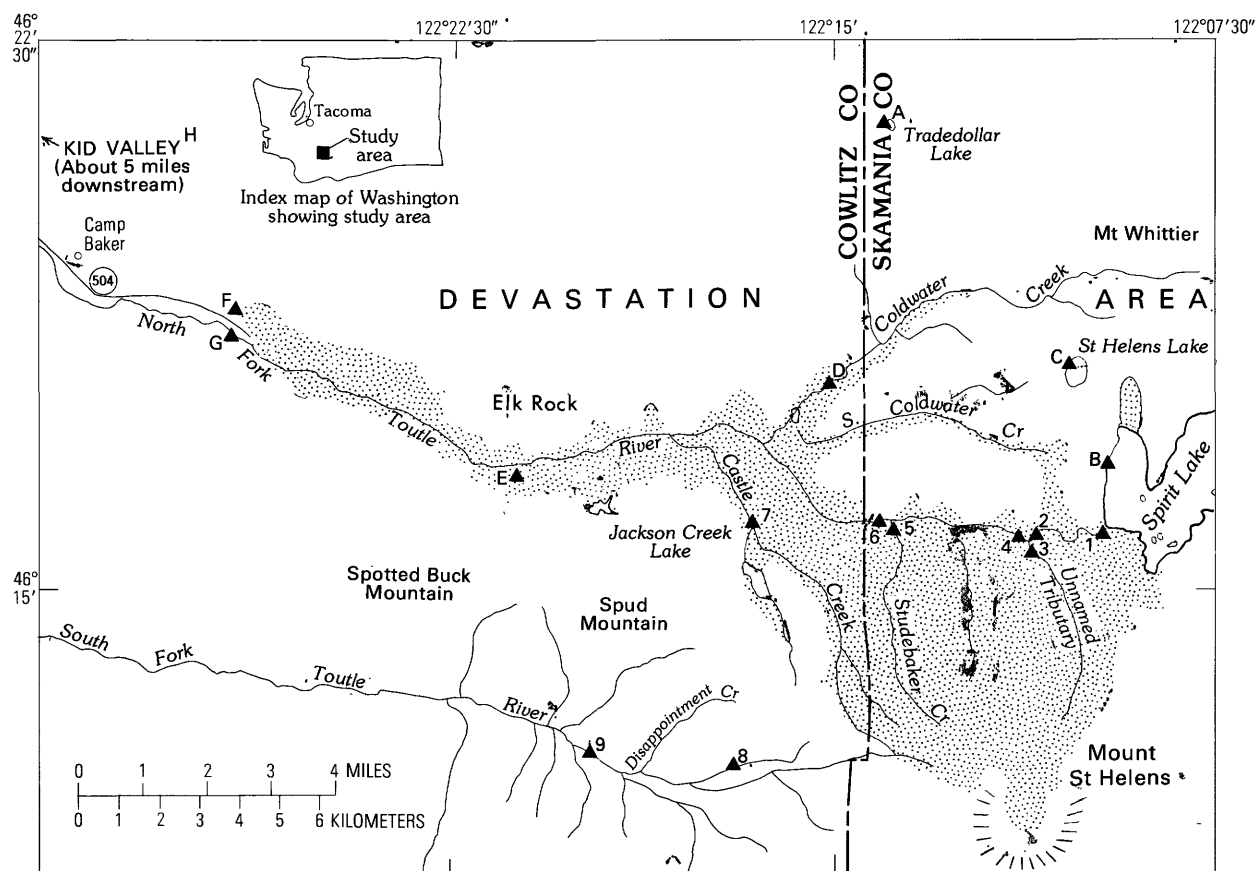 46°
22'
30"
122°22'30"
122°15'
122°07'30"
Tacoma
Study
area
Index map of Washington
showing study area
KID VALLEY H
(About 5 miles
downstream)
Camp
Baker
504
COWLITZ CO
SKAMANIA CO
A
Tradedollar
Lake
Mt Whittier
DEVASTATION AREA
F
G
North Fork Toutle River
Coldwater Creek
D
C
St Helens Lake
Elk Rock
S. Coldwater Cr
E
B
Spirit Lake
Castle Creek
7
6
5
4
2
3
1
Jackson Creek
Lake
46°
15'
Spotted Buck
Mountain
Spud
Mountain
Studebaker Cr
Unnamed
Tributary
South Fork Toutle River
Disappointment Cr
9
8
Mount
St Helens
0 1 2 3 4 MILES
0 1 2 3 4 5 6 KILOMETERS